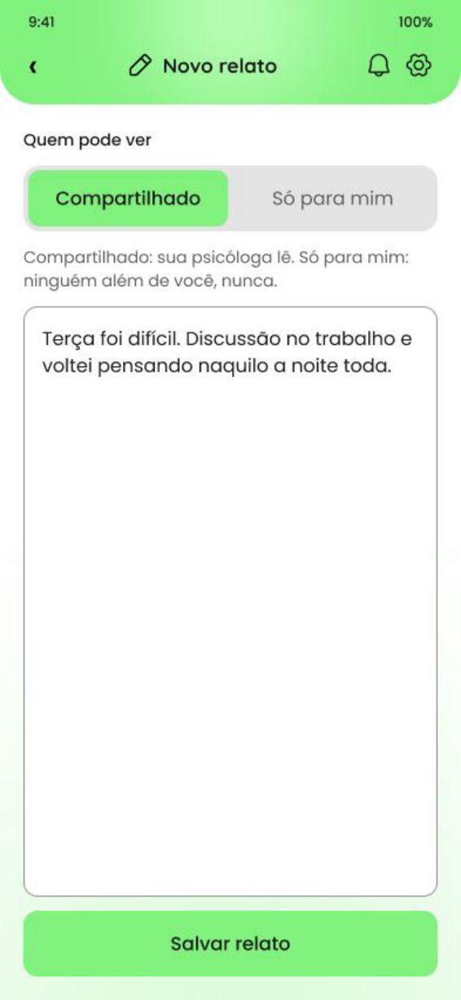 9:41
100%
Novo relato
Quem pode ver
Compartilhado
Só para mim
Compartilhado: sua psicóloga lê. Só para mim:
ninguém além de você, nunca.
Terça foi difícil. Discussão no trabalho e
voltei pensando naquilo a noite toda.
Salvar relato